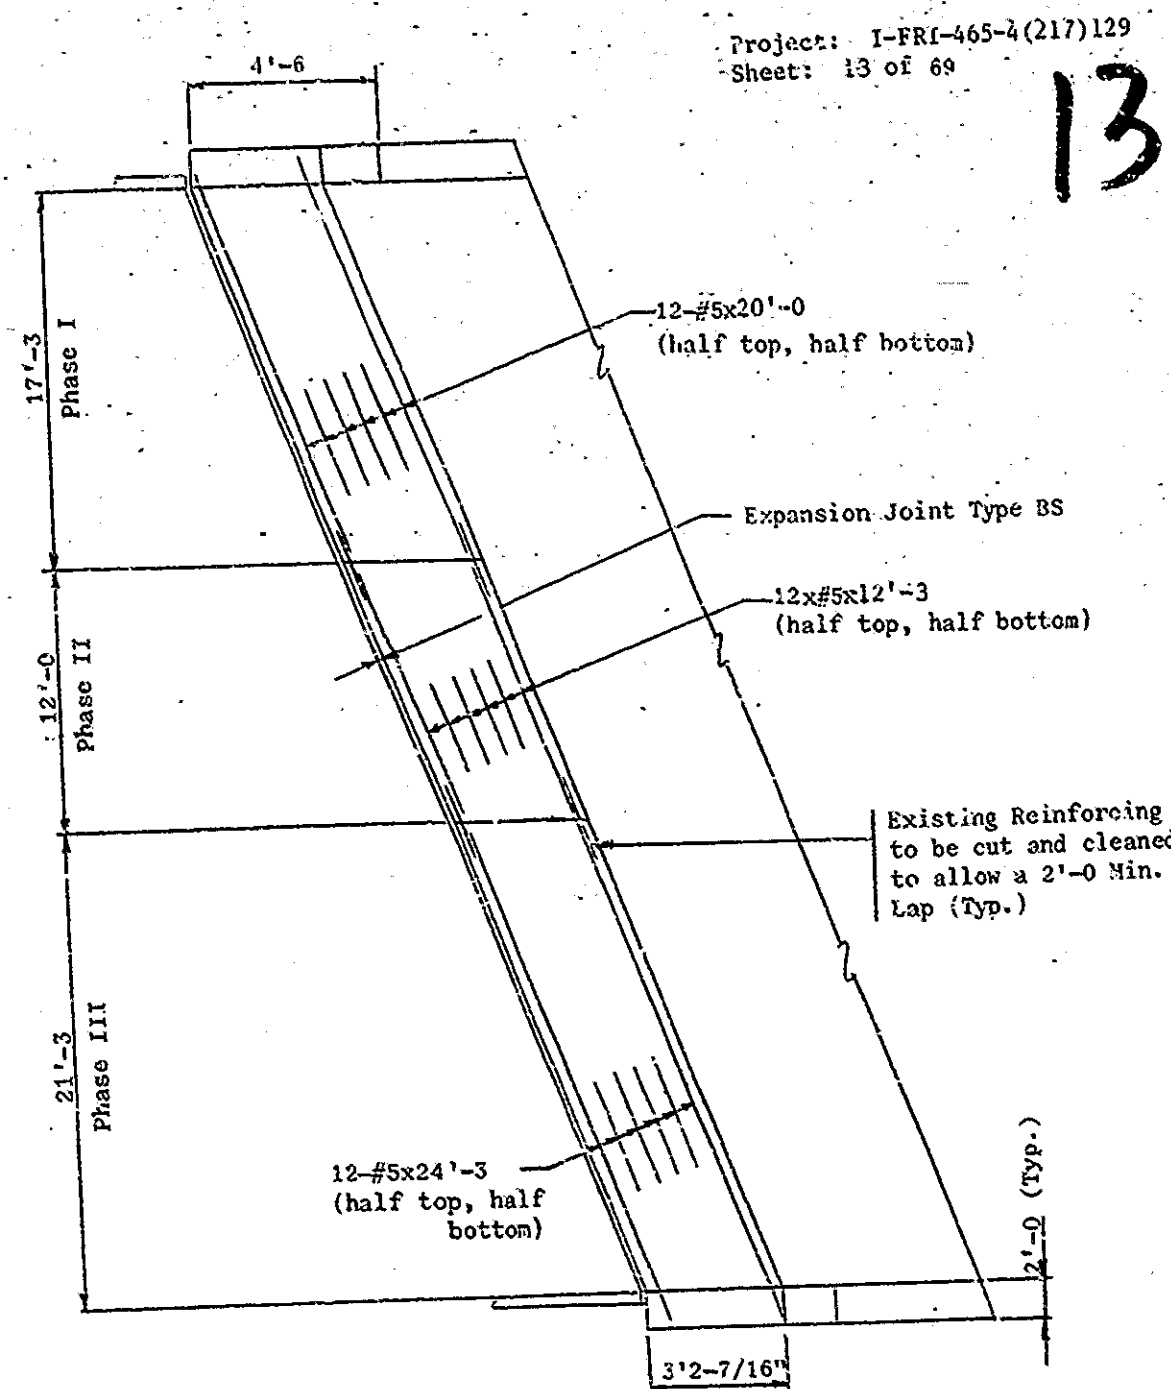 Project: I-FRI-465-4(217)129
Sheet: 13 of 69
13
4'-6
17'-3
Phase I
12-#5x20'-0
(half top, half bottom)
Expansion Joint Type BS
12x#5x12'-3
(half top, half bottom)
12'-0
Phase II
Existing Reinforcing
to be cut and cleaned
to allow a 2'-0 Min.
Lap (Typ.)
21'-3
Phase III
12-#5x24'-3
(half top, half
bottom)
2'-0 (Typ.)
3'2-7/16"